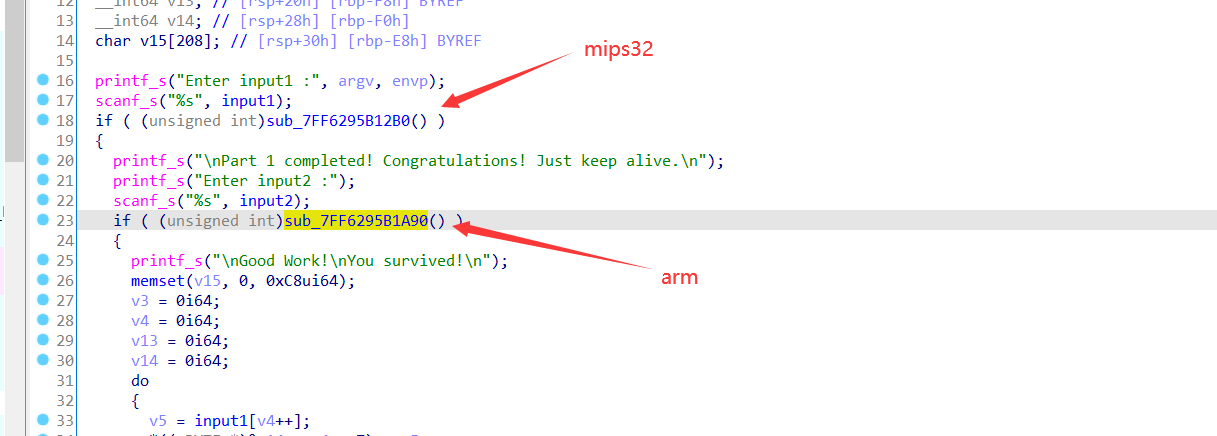 12 __int64 v13; // [rsp+20h] [rbp-F8h] BYREF
13 __int64 v14; // [rsp+28h] [rbp-F0h]
14 char v15[208]; // [rsp+30h] [rbp-E8h] BYREF
15
mips32
16 printf_s("Enter input1 :", argv, envp);
17 scanf_s("%s", input1);
18 if ( (unsigned int)sub_7FF6295B12B0() )
19 {
20 printf_s("\nPart 1 completed! Congratulations! Just keep alive.\n");
21 printf_s("Enter input2 :");
22 scanf_s("%s", input2);
23 if ( (unsigned int)sub_7FF6295B1A90() )
24 {
25 printf_s("\nGood Work!\nYou survived!\n");
arm
26 memset(v15, 0, 0xC8ui64);
27 v3 = 0i64;
28 v4 = 0i64;
29 v13 = 0i64;
30 v14 = 0i64;
31 do
32 {
33 v5 = input1[v4++];